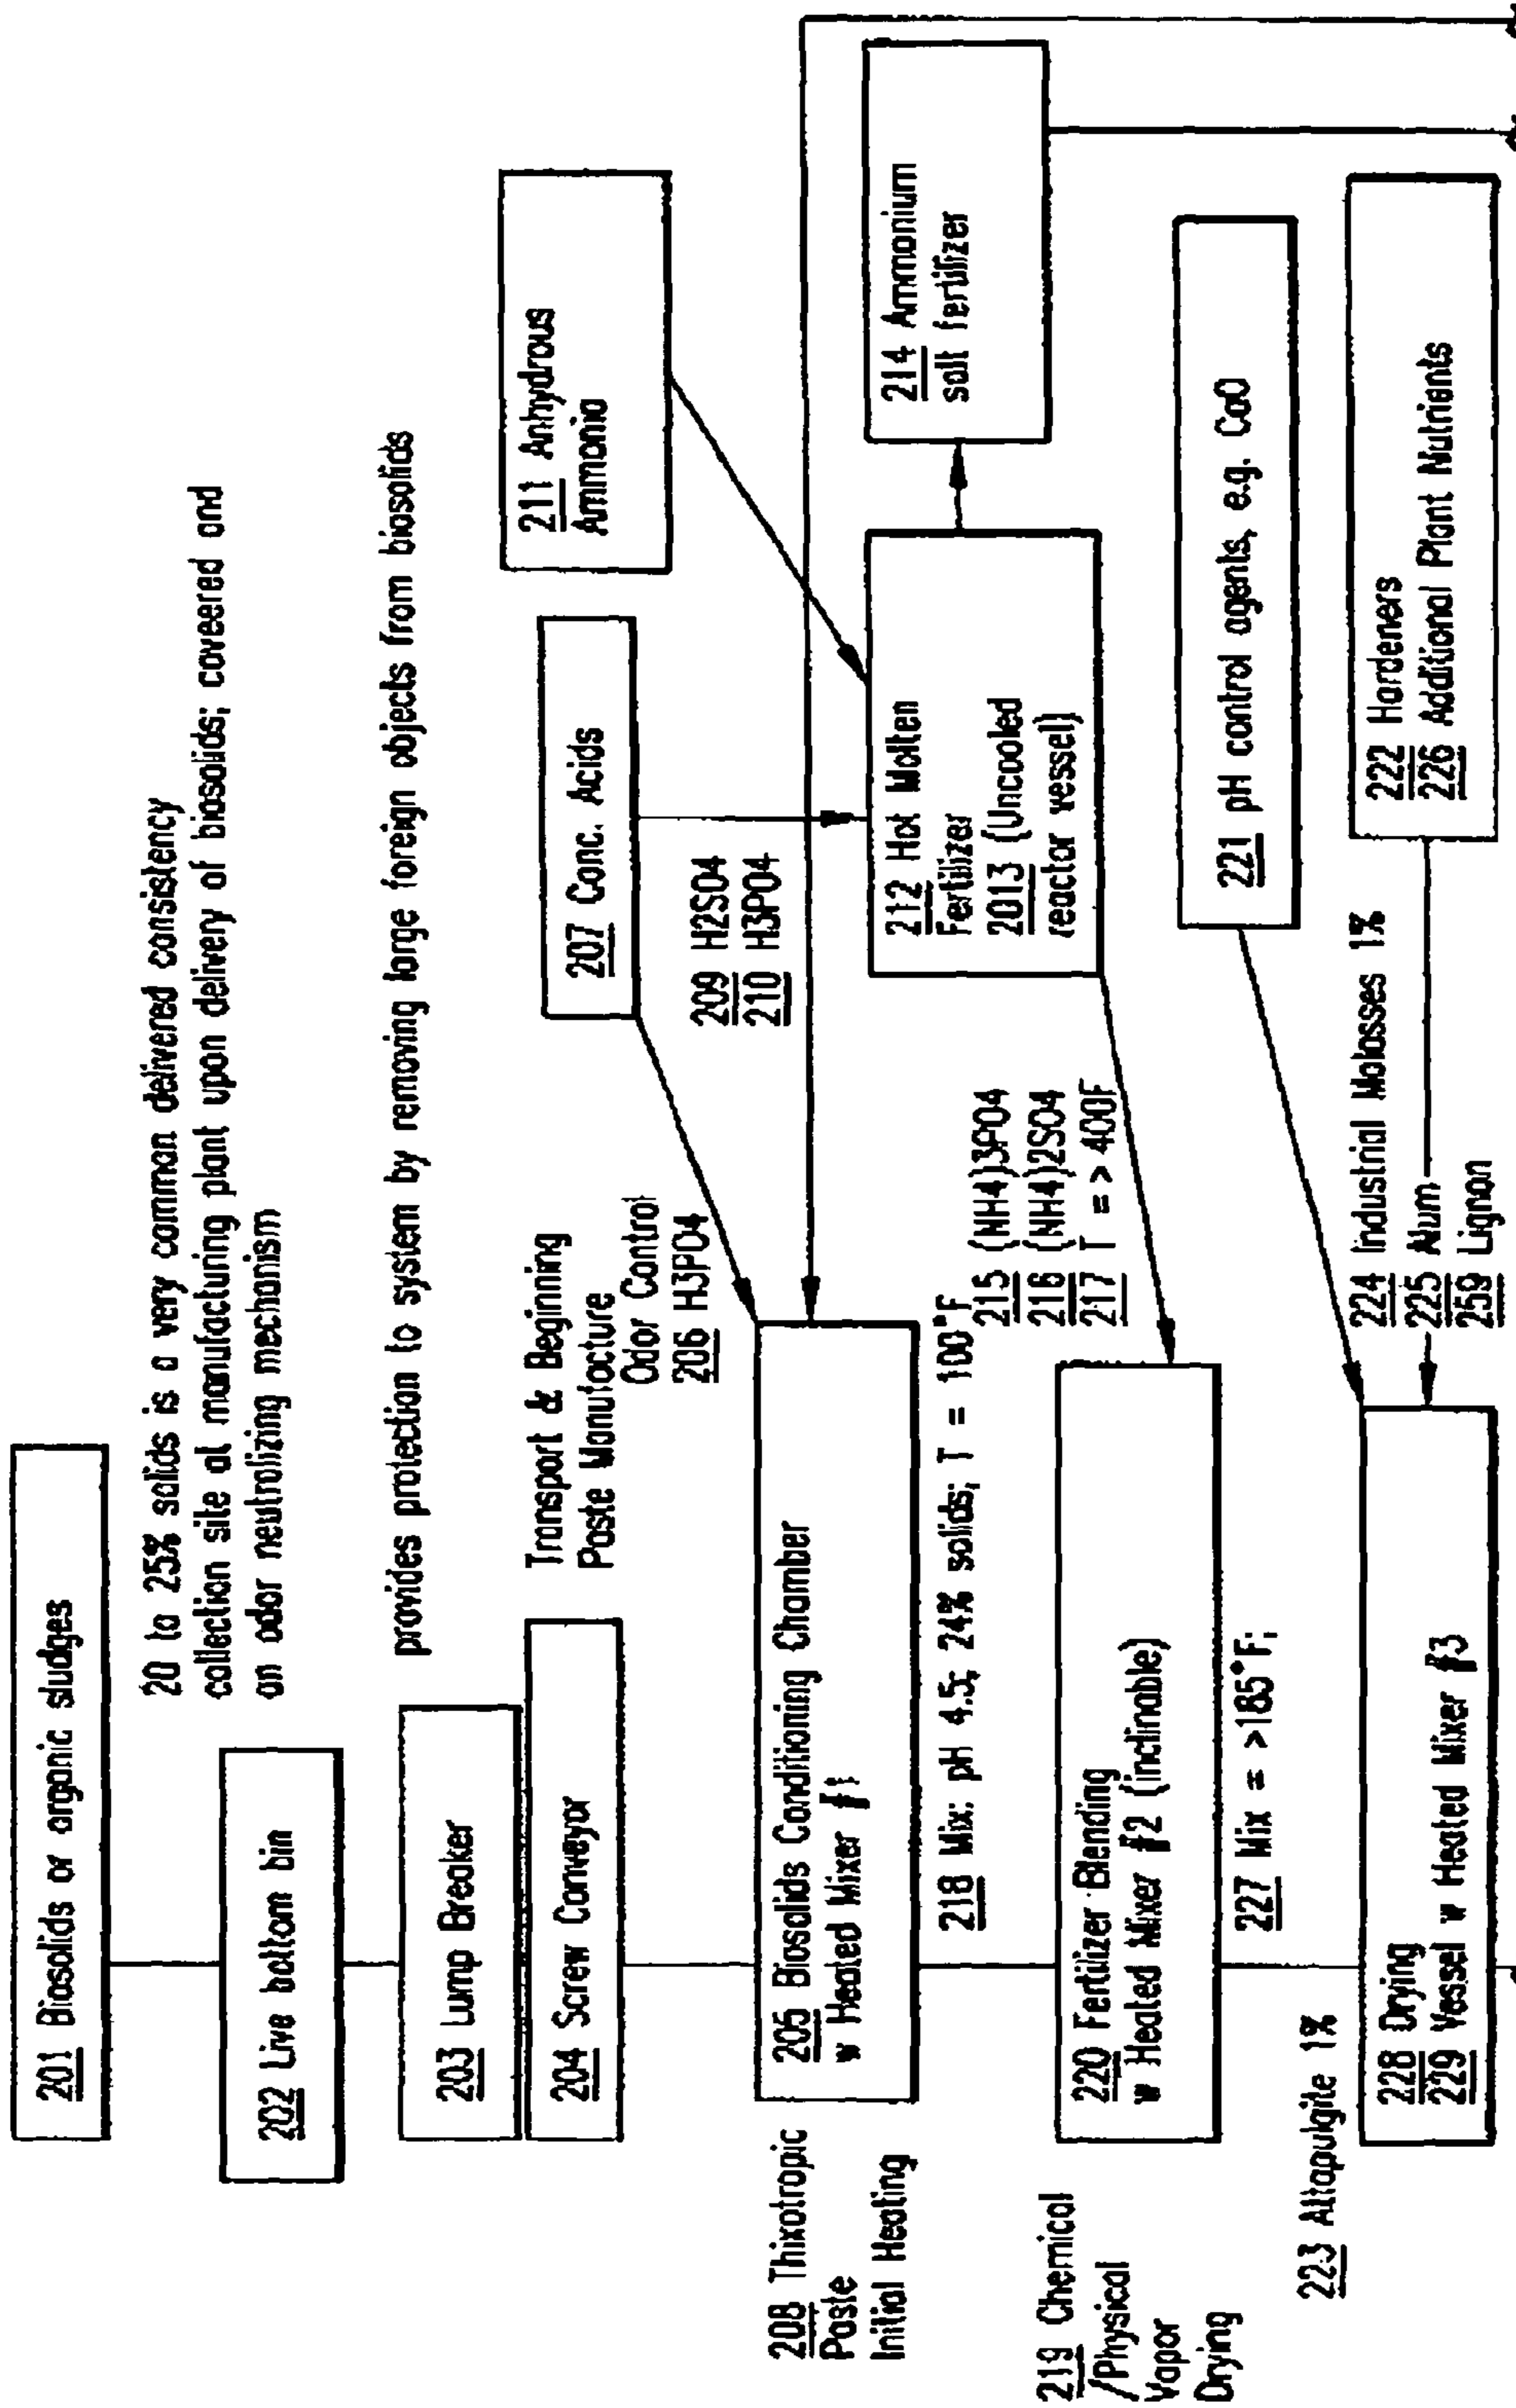 201 Biosolids or organic sludges
20 to 25% solids is a very common delivered consistency
collection site at manufacturing plant upon delivery of biosolids; coveered and
an odor neutrolizing mechanism
202 Live bottom bin
provides protection to system by removing large foreign objects from biosolids
203 Lump Breaker
204 Screw Conveyor
Transport & Beginning
Paste Manufacture
Odor Control
206 H3PO4
207 Conc. Acids
211 Anhydrous
Ammonia
209 H2SO4
210 H3PO4
208 Thixotropic
Paste
Initial Heating
205 Biosolids Conditioning Chamber
w Heated Mixer #1
212 Hot Molten
Fertilizer
2013 (Uncooled
reactor vessel)
214 Ammonium
salt fertilizer
218 Mix: pH 4.5; 24% solids; T = 100°F
215 (NH4)3PO4
216 (NH4)2SO4
217 T = > 400F
219 Chemical
/Physical
Vapor
Drying
220 Fertilizer Blending
w Heated Mixer #2 (inclinable)
221 pH control agents, e.g. CaO
227 Mix = >185°F;
223 Attapulgite 1%
224 Industrial Molasses 1%
225 Alum
259 Lignon
222 Hardeners
226 Additional Plant Nutrients
228 Drying
229 Vessel w Heated Mixer #3